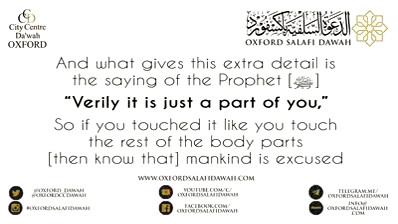 City Centre
Da'wah
OXFORD
الدعوة السلفية بأكسفورد
OXFORD SALAFI DAWAH
And what gives this extra detail is
the saying of the Prophet [ﷺ]
“Verily it is just a part of you,”
So if you touched it like you touch
the rest of the body parts
[then know that] mankind is excused
WWW.OXFORDSALAFIDAWAH.COM
@OXFORD_DAWAH
@OXFORDCCDAWAH
YOUTUBE.COM/C/
OXFORDSALAFIDAWAH
TELEGRAM.ME/
OXFORDSALAFIDAWAH
@OXFORDSALAFIDAWAH
FACEBOOK.COM/
OXFORDSALAFIDAWAH
INFO@
OXFORDSALAFIDAWAH
.COM